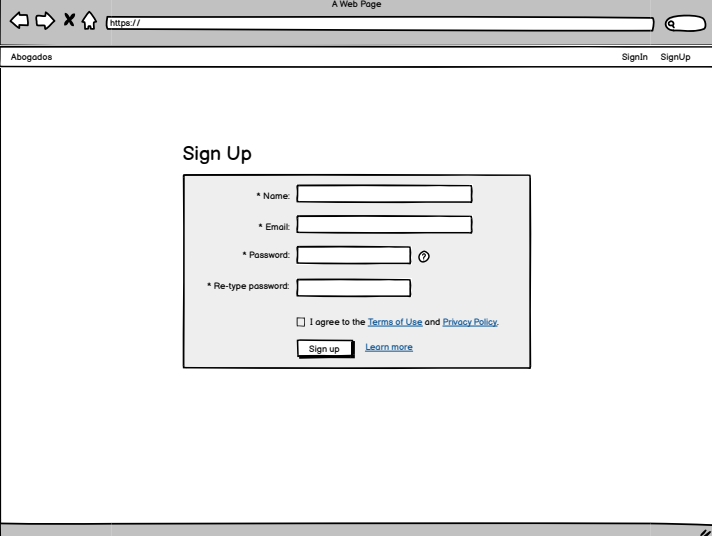 A Web Page
https://
Abogados SignIn SignUp
Sign Up
* Name:
* Email:
* Password: ?
* Re-type password:
I agree to the Terms of Use and Privacy Policy.
Sign up Learn more